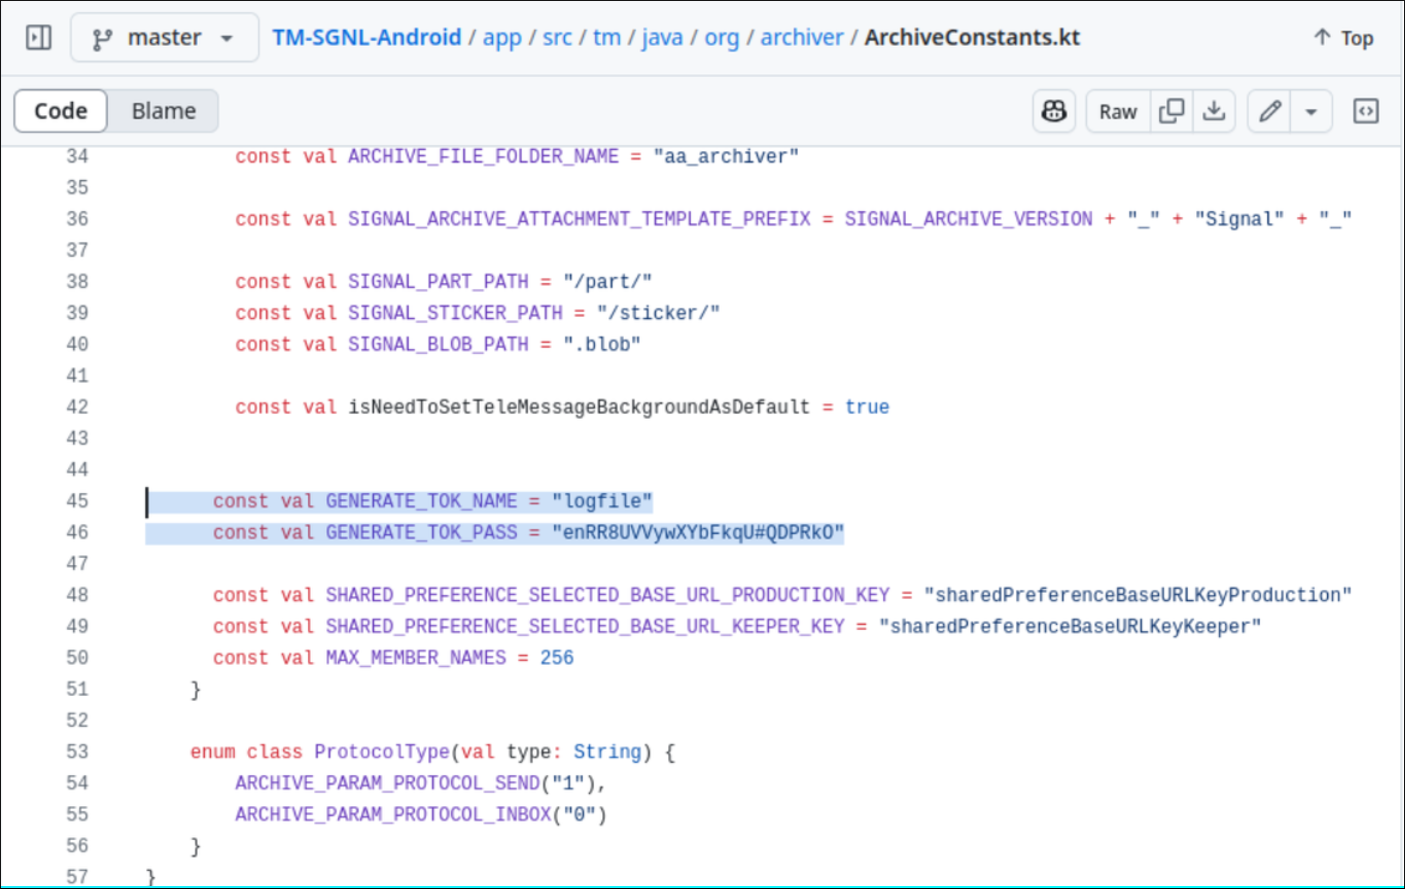 master TM-SGNL-Android / app / src / tm / java / org / archiver / ArchiveConstants.kt Top
Code Blame Raw
34 const val ARCHIVE_FILE_FOLDER_NAME = "aa_archiver"
35
36 const val SIGNAL_ARCHIVE_ATTACHMENT_TEMPLATE_PREFIX = SIGNAL_ARCHIVE_VERSION + "_" + "Signal" + "_"
37
38 const val SIGNAL_PART_PATH = "/part/"
39 const val SIGNAL_STICKER_PATH = "/sticker/"
40 const val SIGNAL_BLOB_PATH = ".blob"
41
42 const val isNeedToSetTeleMessageBackgroundAsDefault = true
43
44
45 const val GENERATE_TOK_NAME = "logfile"
46 const val GENERATE_TOK_PASS = "enRR8UVVywXYbFkqU#QDPRkO"
47
48 const val SHARED_PREFERENCE_SELECTED_BASE_URL_PRODUCTION_KEY = "sharedPreferenceBaseURLKeyProduction"
49 const val SHARED_PREFERENCE_SELECTED_BASE_URL_KEEPER_KEY = "sharedPreferenceBaseURLKeyKeeper"
50 const val MAX_MEMBER_NAMES = 256
51 }
52
53 enum class ProtocolType(val type: String) {
54 ARCHIVE_PARAM_PROTOCOL_SEND("1"),
55 ARCHIVE_PARAM_PROTOCOL_INBOX("0")
56 }
57 }